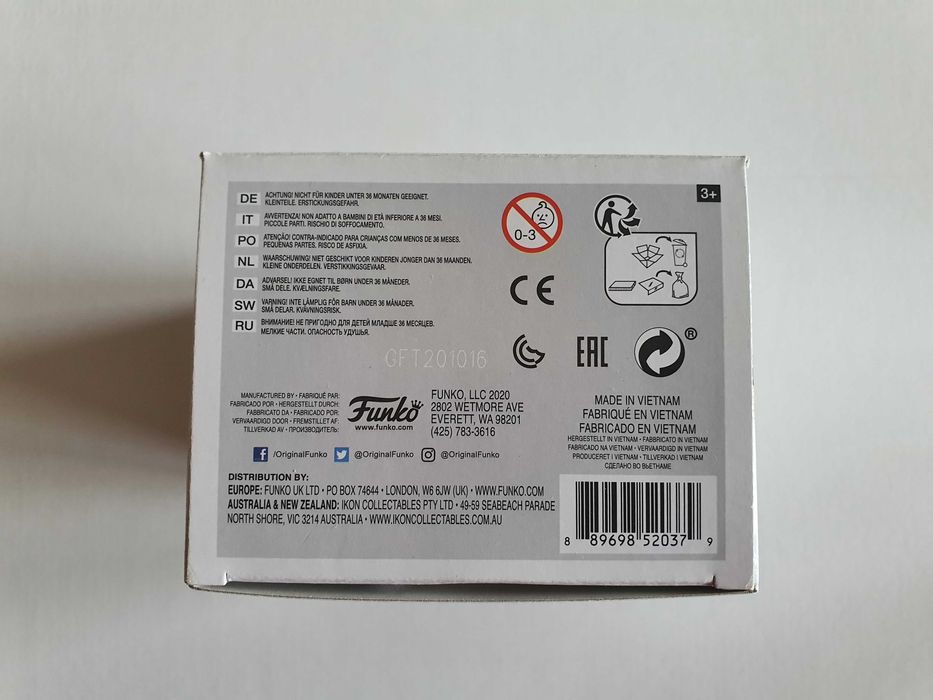 3+
DE ACHTUNG! NICHT FÜR KINDER UNTER 36 MONATEN GEEIGNET.
KLEINTEILE. ERSTICKUNGSGEFAHR.
IT AVVERTENZA! NON ADATTO A BAMBINI DI ETÀ INFERIORE A 36 MESI.
PICCOLE PARTI. RISCHIO DI SOFFOCAMENTO.
PO ATENÇÃO! CONTRA-INDICADO PARA CRIANÇAS COM MENOS DE 36 MESES.
PEQUENAS PARTES. RISCO DE ASFIXIA.
NL WAARSCHUWING! NIET GESCHIKT VOOR KINDEREN JONGER DAN 36 MAANDEN.
KLEINE ONDERDELEN. VERSTIKKINGSGEVAAR.
DA ADVARSEL! IKKE EGNET TIL BØRN UNDER 36 MÅNEDER.
SMÅ DELE. KVÆLNINGSFARE.
SW VARNING! INTE LÄMPLIG FÖR BARN UNDER 36 MÅNADER.
SMÅ DELAR. KVÄVNINGSRISK.
RU ВНИМАНИЕ! НЕ ПРИГОДНО ДЛЯ ДЕТЕЙ МЛАДШЕ 36 МЕСЯЦЕВ.
МЕЛКИЕ ЧАСТИ. ОПАСНОСТЬ УДУШЬЯ.
0-3
CE
GFT201016
EAC
®
MANUFACTURED BY • FABRIQUÉ PAR:
FABRICADO POR • HERGESTELLT DURCH:
FABBRICATO DA • FABRICADO POR:
VERVAARDIGD DOOR • FREMSTILLET AF:
TILLVERKAD AV • ПРОИЗВОДИТЕЛЬ:
Funko
www.funko.com
FUNKO, LLC 2020
2802 WETMORE AVE
EVERETT, WA 98201
(425) 783-3616
MADE IN VIETNAM
FABRIQUÉ EN VIETNAM
FABRICADO EN VIETNAM
HERGESTELLT IN VIETNAM • FABBRICATO IN VIETNAM
FABRICADO NA VIETNAM • VERVAARDIGD IN VIETNAM
PRODUCERET I VIETNAM • TILLVERKAD I VIETNAM
СДЕЛАНО ВО ВЬЕТНАМЕ
/OriginalFunko @OriginalFunko @OriginalFunko
DISTRIBUTION BY:
EUROPE: FUNKO UK LTD • PO BOX 74644 • LONDON, W6 6JW (UK) • WWW.FUNKO.COM
AUSTRALIA & NEW ZEALAND: IKON COLLECTABLES PTY LTD • 49-59 SEABEACH PARADE
NORTH SHORE, VIC 3214 AUSTRALIA • WWW.IKONCOLLECTABLES.COM.AU
8 89698 52037 9